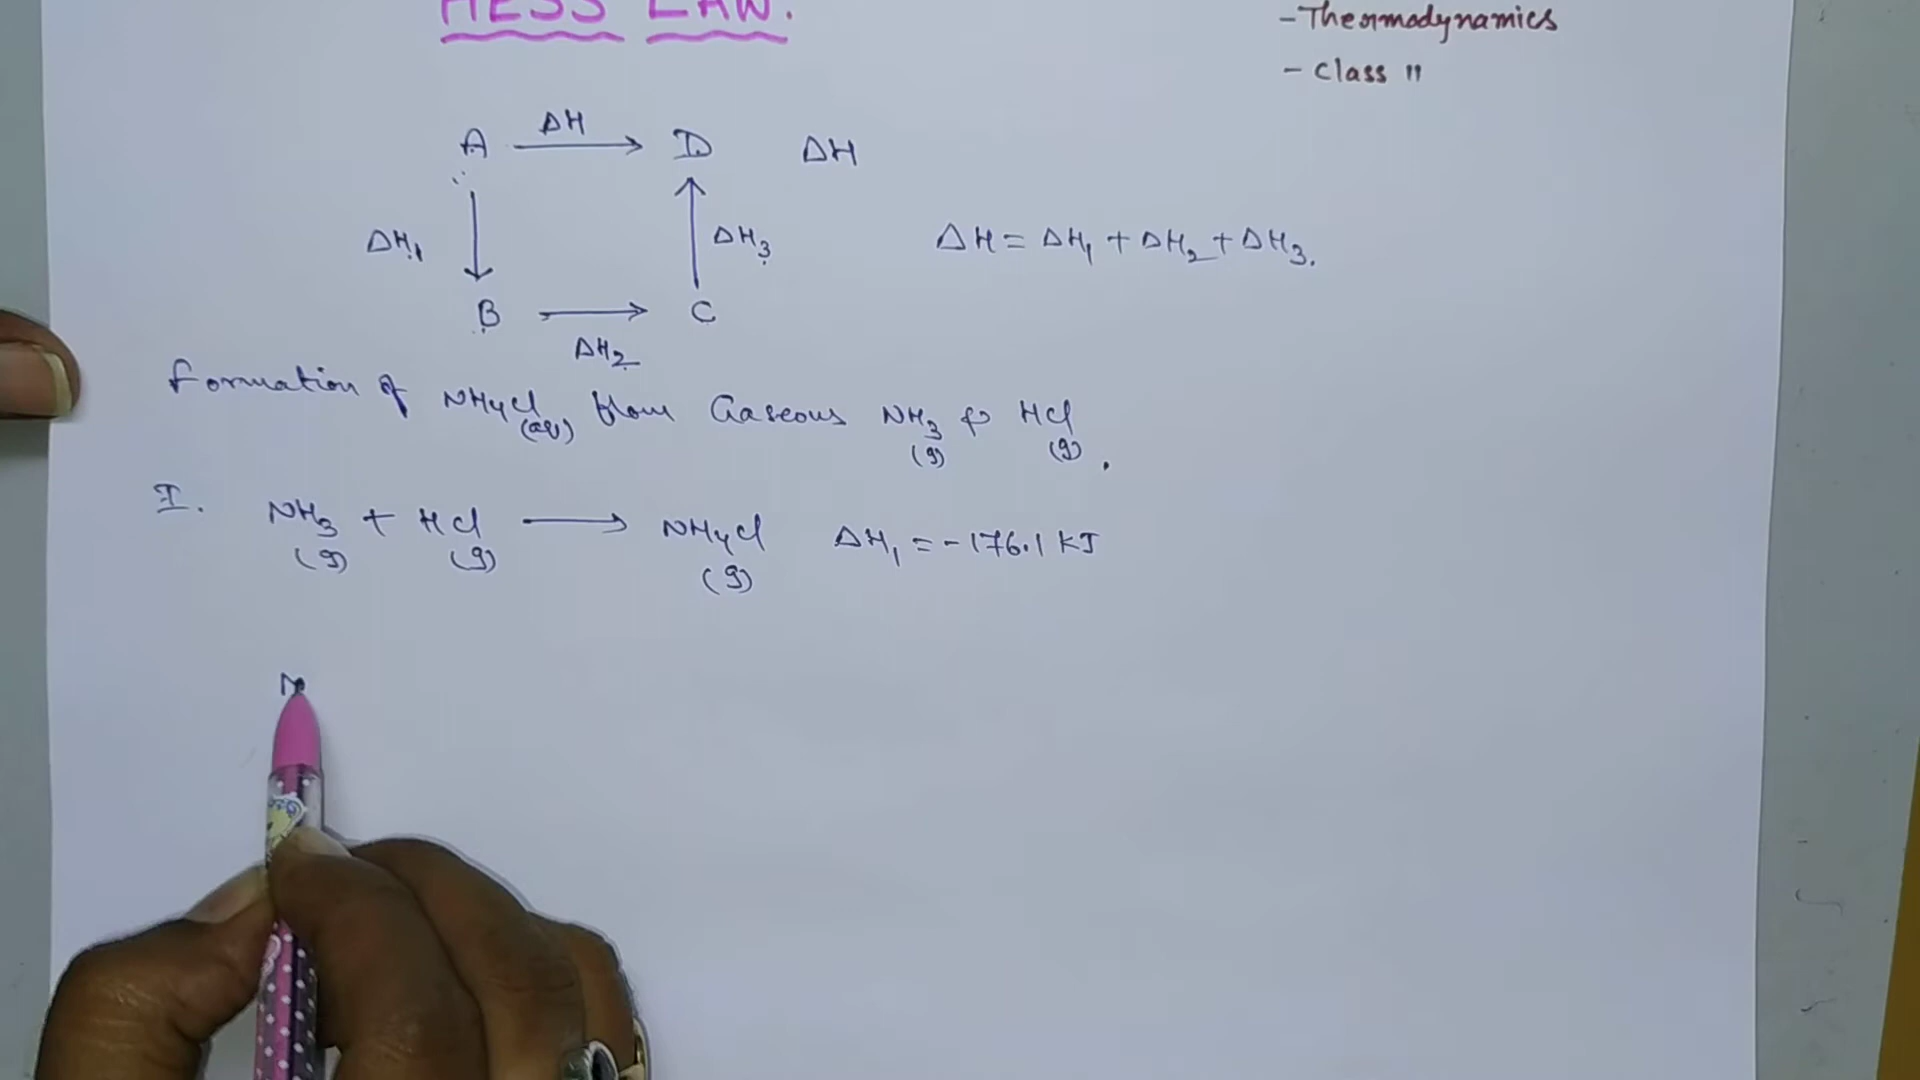 HESS LAW.
- Thermodynamics
- Class 11
A ΔH → D ΔH
ΔH₁ ↓ ↑ ΔH₃ ΔH = ΔH₁ + ΔH₂ + ΔH₃.
B → C
ΔH₂
Formation of NH₄Cl(aq) from Gaseous NH₃(g) & HCl(g).
I. NH₃(g) + HCl(g) → NH₄Cl(g) ΔH₁ = -176.1 KJ
N